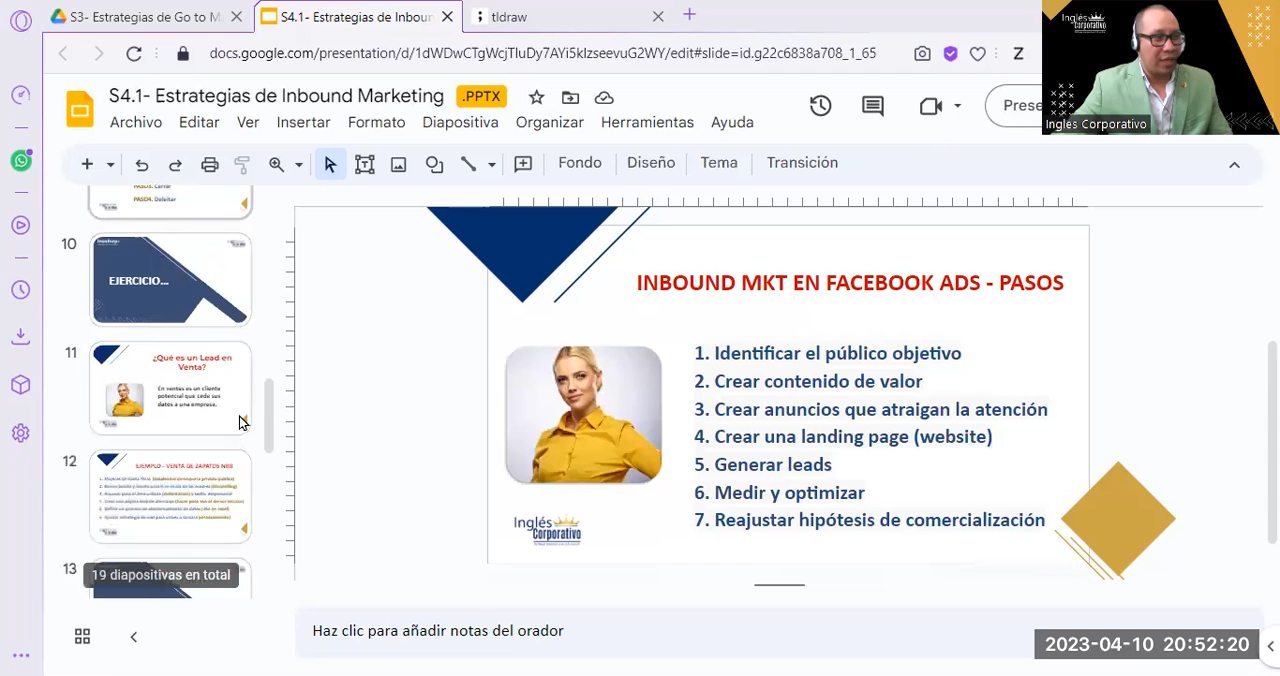 S3- Estrategias de Go to M
S4.1- Estrategias de Inbour
tldraw
docs.google.com/presentation/d/1dWDwCTgWcjTluDy7AYi5kIzseevuG2WY/edit#slide=id.g22c6838a708_1_65
Z
S4.1- Estrategias de Inbound Marketing
.PPTX
Archivo Editar Ver Insertar Formato Diapositiva Organizar Herramientas Ayuda
Prese
Inglés
Corporativo
Inglés Corporativo
Fondo Diseño Tema Transición
PASO3. Cerrar
PASO4. Deleitar
10
EJERCICIO...
11
¿Qué es un Lead en
Venta?
En ventas es un cliente
potencial que cede sus
datos a una empresa.
12
EJEMPLO - VENTA DE ZAPATOS NIKE
13
19 diapositivas en total
INBOUND MKT EN FACEBOOK ADS - PASOS
1. Identificar el público objetivo
2. Crear contenido de valor
3. Crear anuncios que atraigan la atención
4. Crear una landing page (website)
5. Generar leads
6. Medir y optimizar
7. Reajustar hipótesis de comercialización
Inglés
Corporativo
Haz clic para añadir notas del orador
2023-04-10 20:52:20